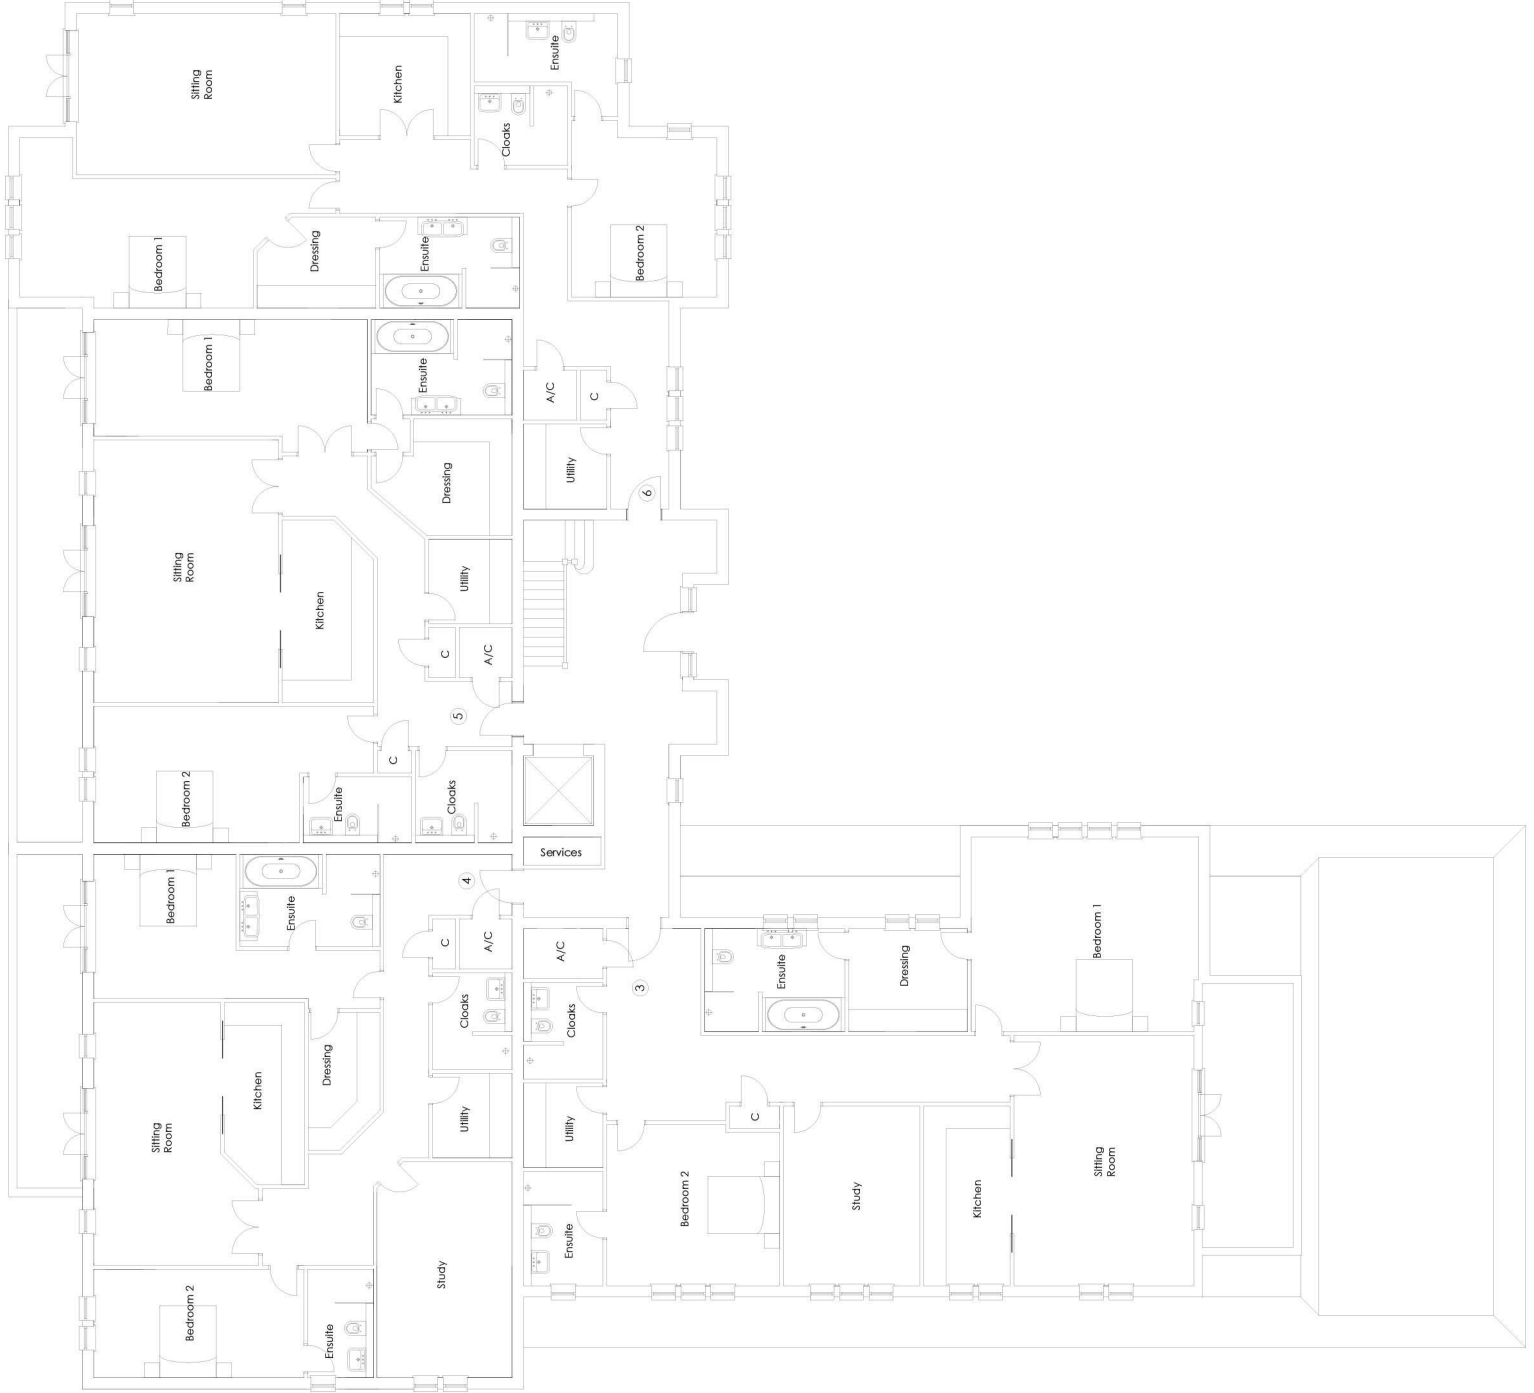 Sitting
Room
Kitchen
Ensuite
Cloaks
Bedroom 1
Dressing
Ensuite
Bedroom 2
Bedroom 1
Ensuite
A/C
C
Utility
Dressing
6
Sitting
Room
Kitchen
Utility
C
A/C
5
Bedroom 2
C
Ensuite
Cloaks
Services
Bedroom 1
Ensuite
4
C
A/C
A/C
3
Cloaks
Cloaks
Ensuite
Dressing
Bedroom 1
Sitting
Room
Kitchen
Dressing
Utility
Utility
C
Bedroom 2
Study
Kitchen
Sitting
Room
Ensuite
Study
Bedroom 2
Ensuite